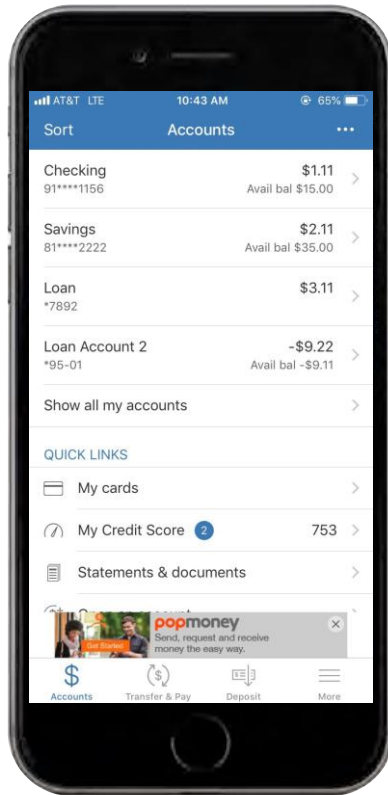 AT&T LTE 10:43 AM 65%
Sort Accounts ...
Checking $1.11
91****1156 Avail bal $15.00
Savings $2.11
81****2222 Avail bal $35.00
Loan $3.11
*7892
Loan Account 2 -$9.22
*95-01 Avail bal -$9.11
Show all my accounts
QUICK LINKS
My cards
My Credit Score 2 753
Statements & documents
popmoney
Send, request and receive
money the easy way.
Get Started
Accounts Transfer & Pay Deposit More